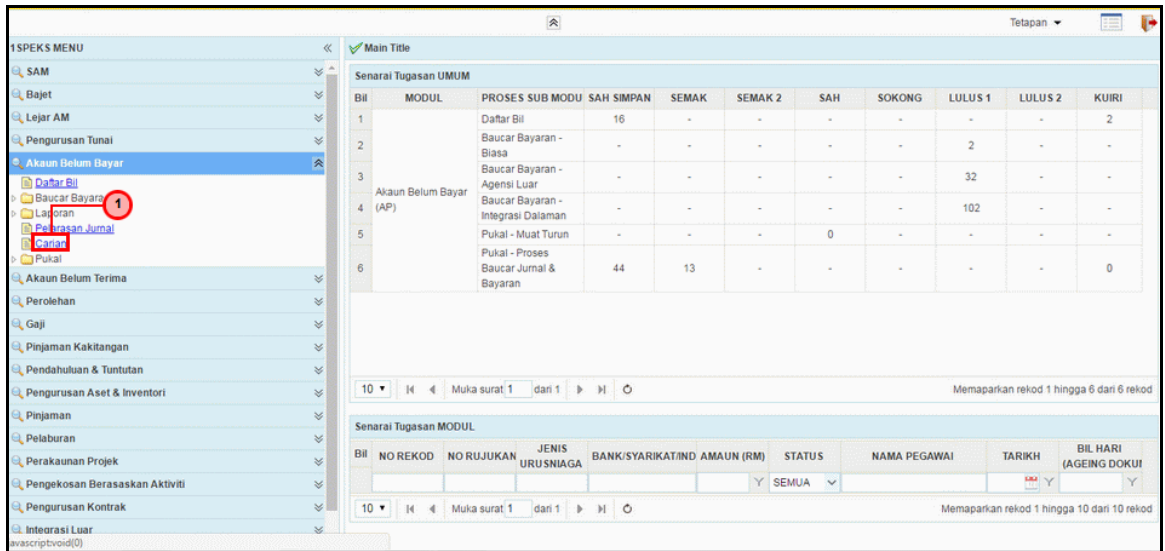 Tetapan
1SPEKS MENU
Main Title
SAM
Bajet
Lejar AM
Pengurusan Tunai
Akaun Belum Bayar
Daftar Bil
Baucar Bayara
1
Laporan
Pelarasan Jurnal
Carian
Pukal
Akaun Belum Terima
Perolehan
Gaji
Pinjaman Kakitangan
Pendahuluan & Tuntutan
Pengurusan Aset & Inventori
Pinjaman
Pelaburan
Perakaunan Projek
Pengekosan Berasaskan Aktiviti
Pengurusan Kontrak
Integrasi Luar
avascript:void(0)
Senarai Tugasan UMUM
Bil MODUL PROSES SUB MODU SAH SIMPAN SEMAK SEMAK 2 SAH SOKONG LULUS 1 LULUS 2 KUIRI
Akaun Belum Bayar
(AP)
1 Daftar Bil 16 - - - - - - 2
2 Baucar Bayaran -
Biasa - - - - - 2 - -
3 Baucar Bayaran -
Agensi Luar - - - - - 32 - -
4 Baucar Bayaran -
Integrasi Dalaman - - - - - 102 - -
5 Pukal - Muat Turun - - - 0 - - - -
6 Pukal - Proses
Baucar Jurnal &
Bayaran 44 13 - - - - - 0
10 Muka surat 1 dari 1 Memaparkan rekod 1 hingga 6 dari 6 rekod
Senarai Tugasan MODUL
Bil NO REKOD NO RUJUKAN JENIS
URUSNIAGA BANK/SYARIKAT/IND AMAUN (RM) STATUS NAMA PEGAWAI TARIKH BIL HARI
(AGEING DOKUI
SEMUA
10 Muka surat 1 dari 1 Memaparkan rekod 1 hingga 10 dari 10 rekod